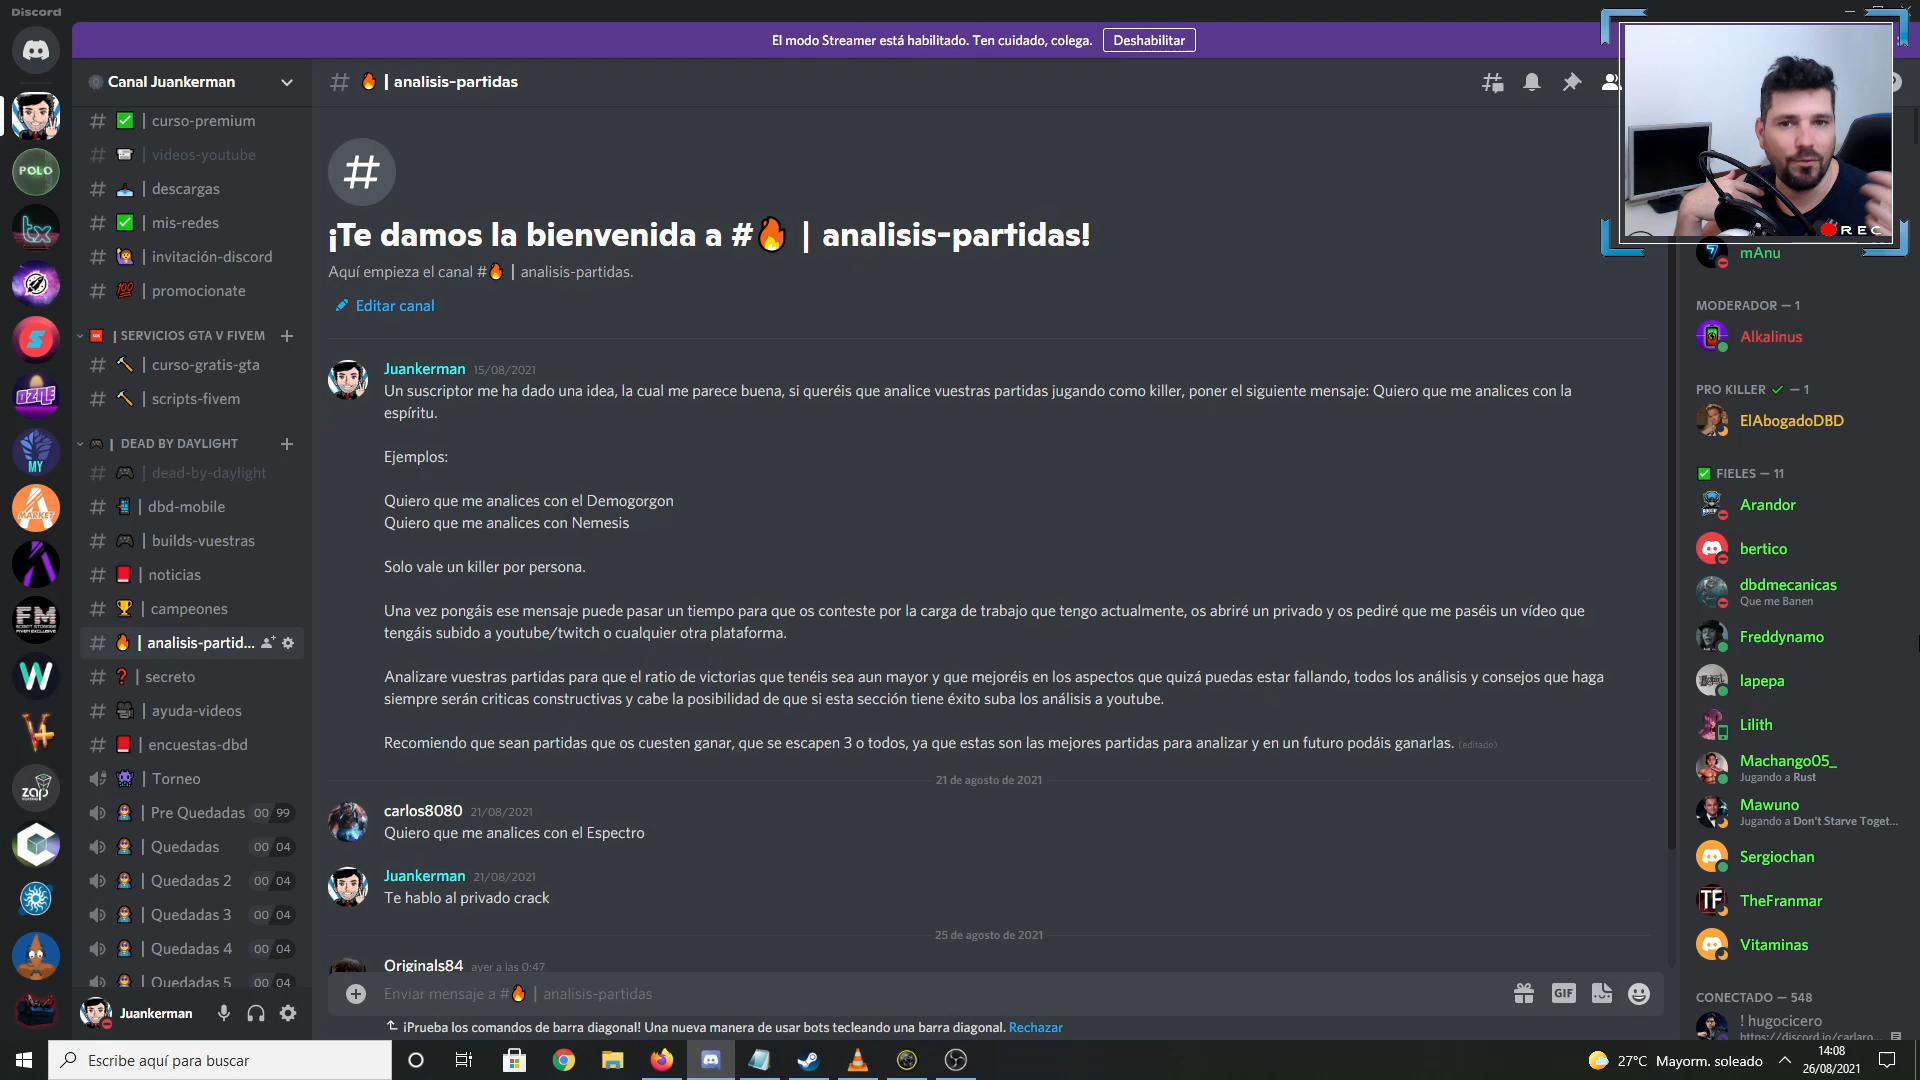 Discord
El modo Streamer está habilitado. Ten cuidado, colega. Deshabilitar
Canal Juankerman
# | analisis-partidas
# | curso-premium
# | videos-youtube
# | descargas
# | mis-redes
# | invitación-discord
# | promocionate
| SERVICIOS GTA V FIVEM +
# | curso-gratis-gta
# | scripts-fivem
| DEAD BY DAYLIGHT +
# | dead-by-daylight
# | dbd-mobile
# | builds-vuestras
# | noticias
# | campeones
# | analisis-partid...
# | secreto
# | ayuda-videos
# | encuestas-dbd
| Torneo
| Pre Quedadas 00 99
| Quedadas 00 04
| Quedadas 2 00 04
| Quedadas 3 00 04
| Quedadas 4 00 04
| Quedadas 5 00 04
Juankerman
POLO
tx
OZILE
MY
MARKET
FM
W
V+
zap
#
¡Te damos la bienvenida a #🔥 | analisis-partidas!
Aquí empieza el canal #🔥 | analisis-partidas.
Editar canal
Juankerman 15/08/2021
Un suscriptor me ha dado una idea, la cual me parece buena, si queréis que analice vuestras partidas jugando como killer, poner el siguiente mensaje: Quiero que me analices con la
espíritu.
Ejemplos:
Quiero que me analices con el Demogorgon
Quiero que me analices con Nemesis
Solo vale un killer por persona.
Una vez pongáis ese mensaje puede pasar un tiempo para que os conteste por la carga de trabajo que tengo actualmente, os abriré un privado y os pediré que me paséis un vídeo que
tengáis subido a youtube/twitch o cualquier otra plataforma.
Analizare vuestras partidas para que el ratio de victorias que tenéis sea aun mayor y que mejoréis en los aspectos que quizá puedas estar fallando, todos los análisis y consejos que haga
siempre serán criticas constructivas y cabe la posibilidad de que si esta sección tiene éxito suba los análisis a youtube.
Recomiendo que sean partidas que os cuesten ganar, que se escapen 3 o todos, ya que estas son las mejores partidas para analizar y en un futuro podáis ganarlas. (editado)
21 de agosto de 2021
carlos8080 21/08/2021
Quiero que me analices con el Espectro
Juankerman 21/08/2021
Te hablo al privado crack
25 de agosto de 2021
Originals84 ayer a las 0:47
Enviar mensaje a #🔥 | analisis-partidas
GIF
¡Prueba los comandos de barra diagonal! Una nueva manera de usar bots tecleando una barra diagonal. Rechazar
REC
mAnu
MODERADOR — 1
Alkalinus
PRO KILLER ✓ — 1
ElAbogadoDBD
FIELES — 11
Arandor
bertico
dbdmecanicas
Que me Banen
Freddynamo
lapepa
Lilith
Machango05_
Jugando a Rust
Mawuno
Jugando a Don't Starve Toget...
Sergiochan
TF
TheFranmar
Vitaminas
CONECTADO — 548
! hugocicero
https://discord.io/carlaro...
Escribe aquí para buscar
27°C Mayorm. soleado
14:08
26/08/2021